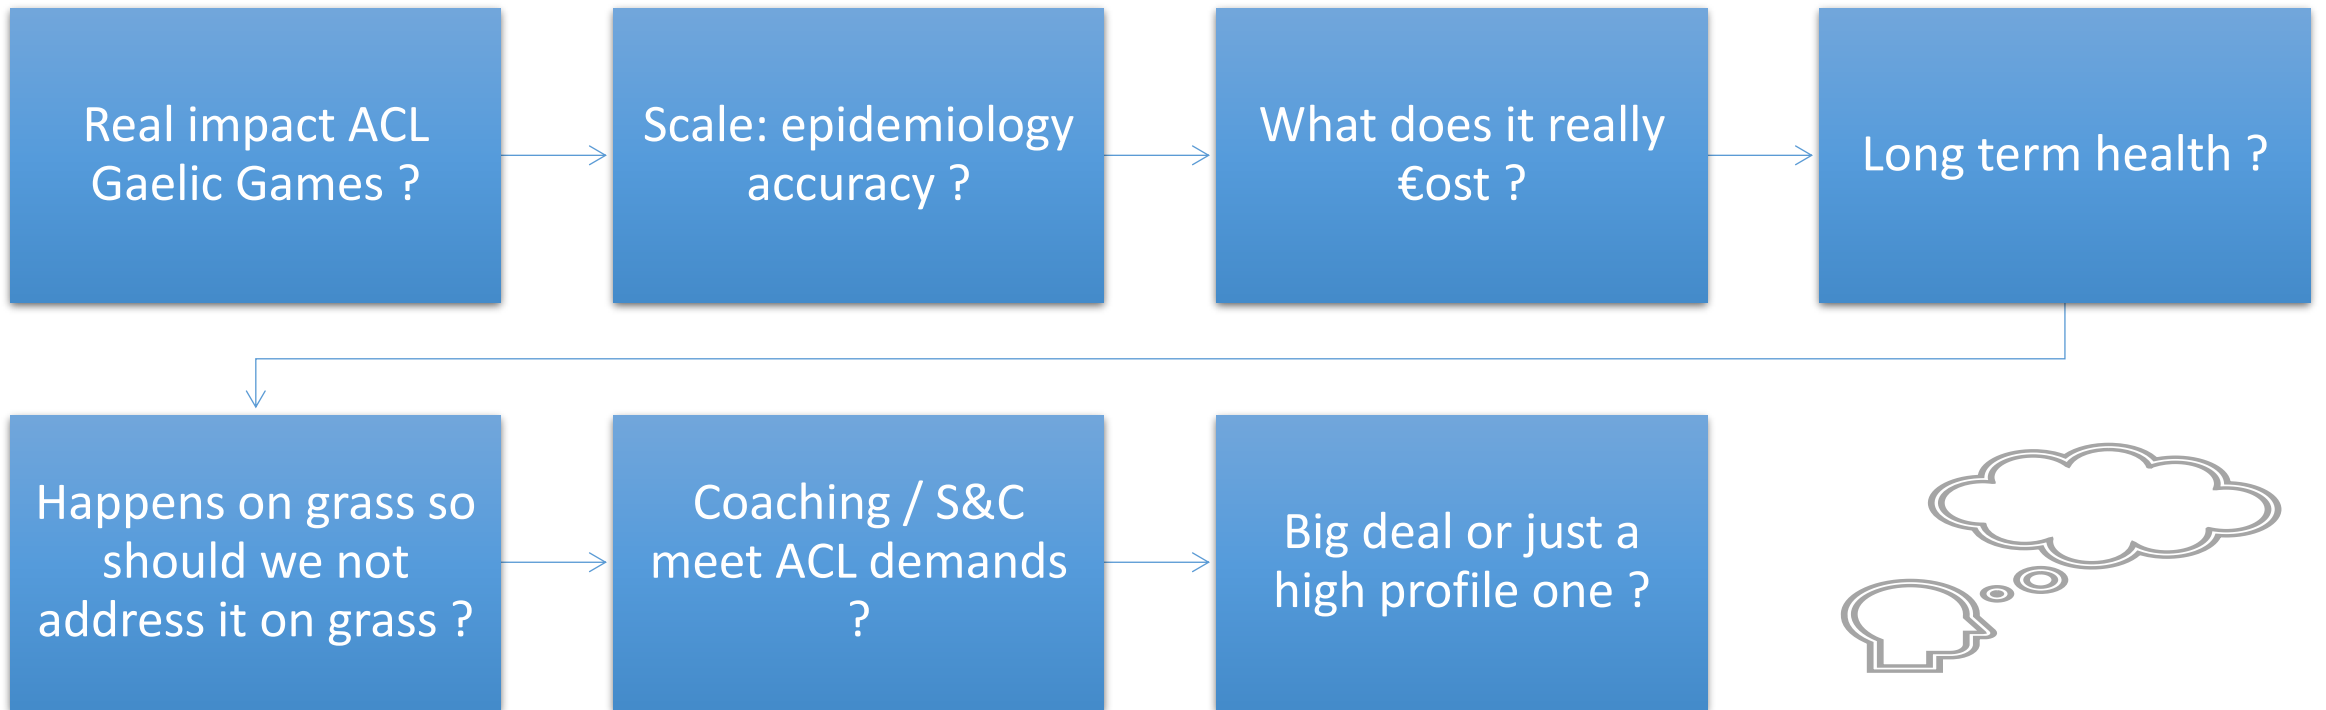 Real impact ACL
Gaelic Games ?
Scale: epidemiology
accuracy ?
What does it really
€ost ?
Long term health ?
Happens on grass so
should we not
address it on grass ?
Coaching / S&C
meet ACL demands
?
Big deal or just a
high profile one ?